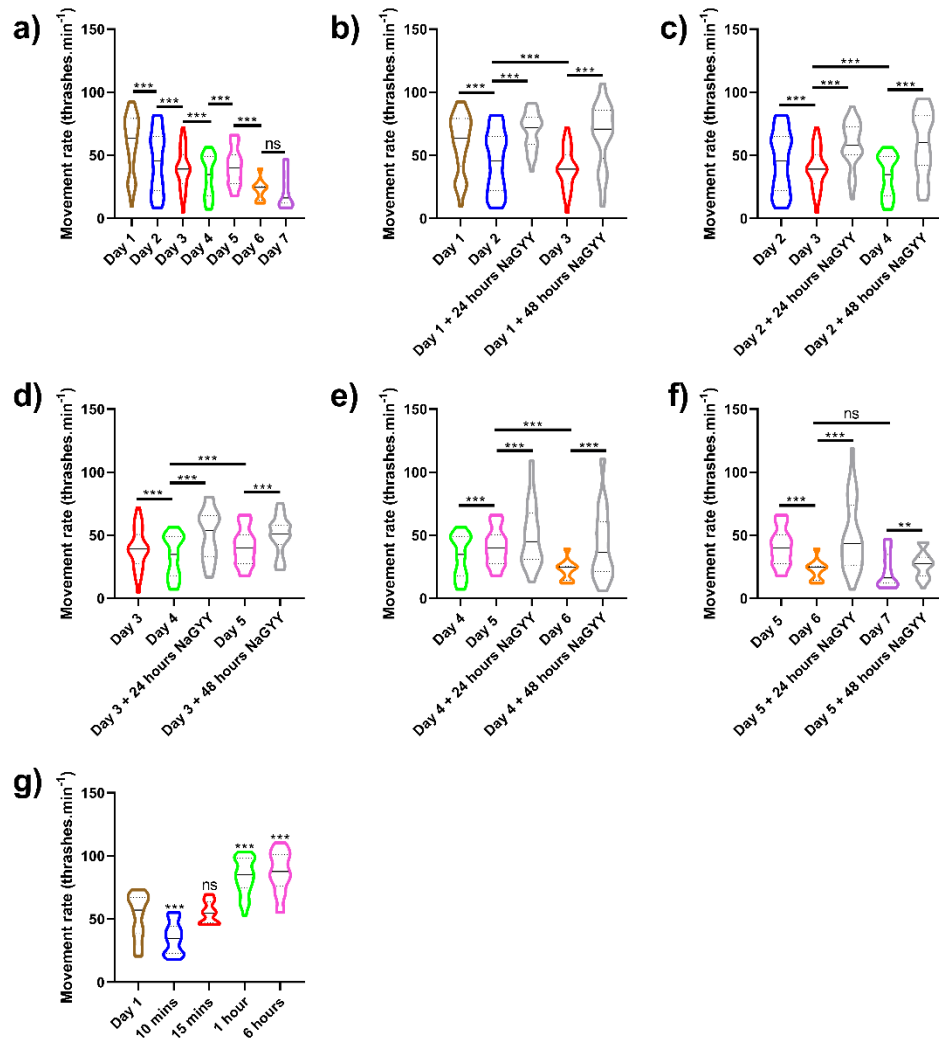 a)
Movement rate (thrashes.min⁻¹)
150
100
50
0
***
***
***
***
***
ns
Day 1
Day 2
Day 3
Day 4
Day 5
Day 6
Day 7
b)
Movement rate (thrashes.min⁻¹)
150
100
50
0
***
***
***
***
Day 1
Day 2
Day 1 + 24 hours NaGYY
Day 3
Day 1 + 48 hours NaGYY
c)
Movement rate (thrashes.min⁻¹)
150
100
50
0
***
***
***
***
Day 2
Day 3
Day 2 + 24 hours NaGYY
Day 4
Day 2 + 48 hours NaGYY
d)
Movement rate (thrashes.min⁻¹)
150
100
50
0
***
***
***
***
Day 3
Day 4
Day 3 + 24 hours NaGYY
Day 5
Day 3 + 48 hours NaGYY
e)
Movement rate (thrashes.min⁻¹)
150
100
50
0
***
***
***
***
Day 4
Day 5
Day 4 + 24 hours NaGYY
Day 6
Day 4 + 48 hours NaGYY
f)
Movement rate (thrashes.min⁻¹)
150
100
50
0
ns
***
***
**
Day 5
Day 6
Day 5 + 24 hours NaGYY
Day 7
Day 5 + 48 hours NaGYY
g)
Movement rate (thrashes.min⁻¹)
150
100
50
0
***
ns
***
***
Day 1
10 mins
15 mins
1 hour
6 hours